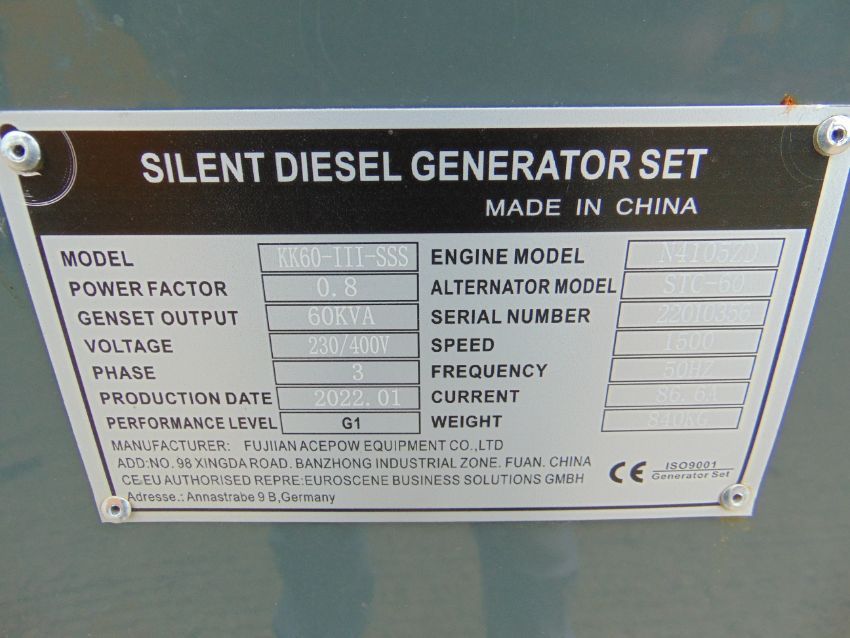 SILENT DIESEL GENERATOR SET
MADE IN CHINA
MODEL KK60-III-SSS ENGINE MODEL N4105ZD
POWER FACTOR 0.8 ALTERNATOR MODEL STC-60
GENSET OUTPUT 60KVA SERIAL NUMBER 22010356
VOLTAGE 230/400V SPEED 1500
PHASE 3 FREQUENCY 50HZ
PRODUCTION DATE 2022.01 CURRENT 86.6A
PERFORMANCE LEVEL G1 WEIGHT 840KG
MANUFACTURER: FUJIIAN ACEPOW EQUIPMENT CO.,LTD
ADD:NO. 98 XINGDA ROAD. BANZHONG INDUSTRIAL ZONE. FUAN. CHINA
CE/EU AUTHORISED REPRE:EUROSCENE BUSINESS SOLUTIONS GMBH
Adresse.: Annastrabe 9 B,Germany
CE ISO9001
Generator Set